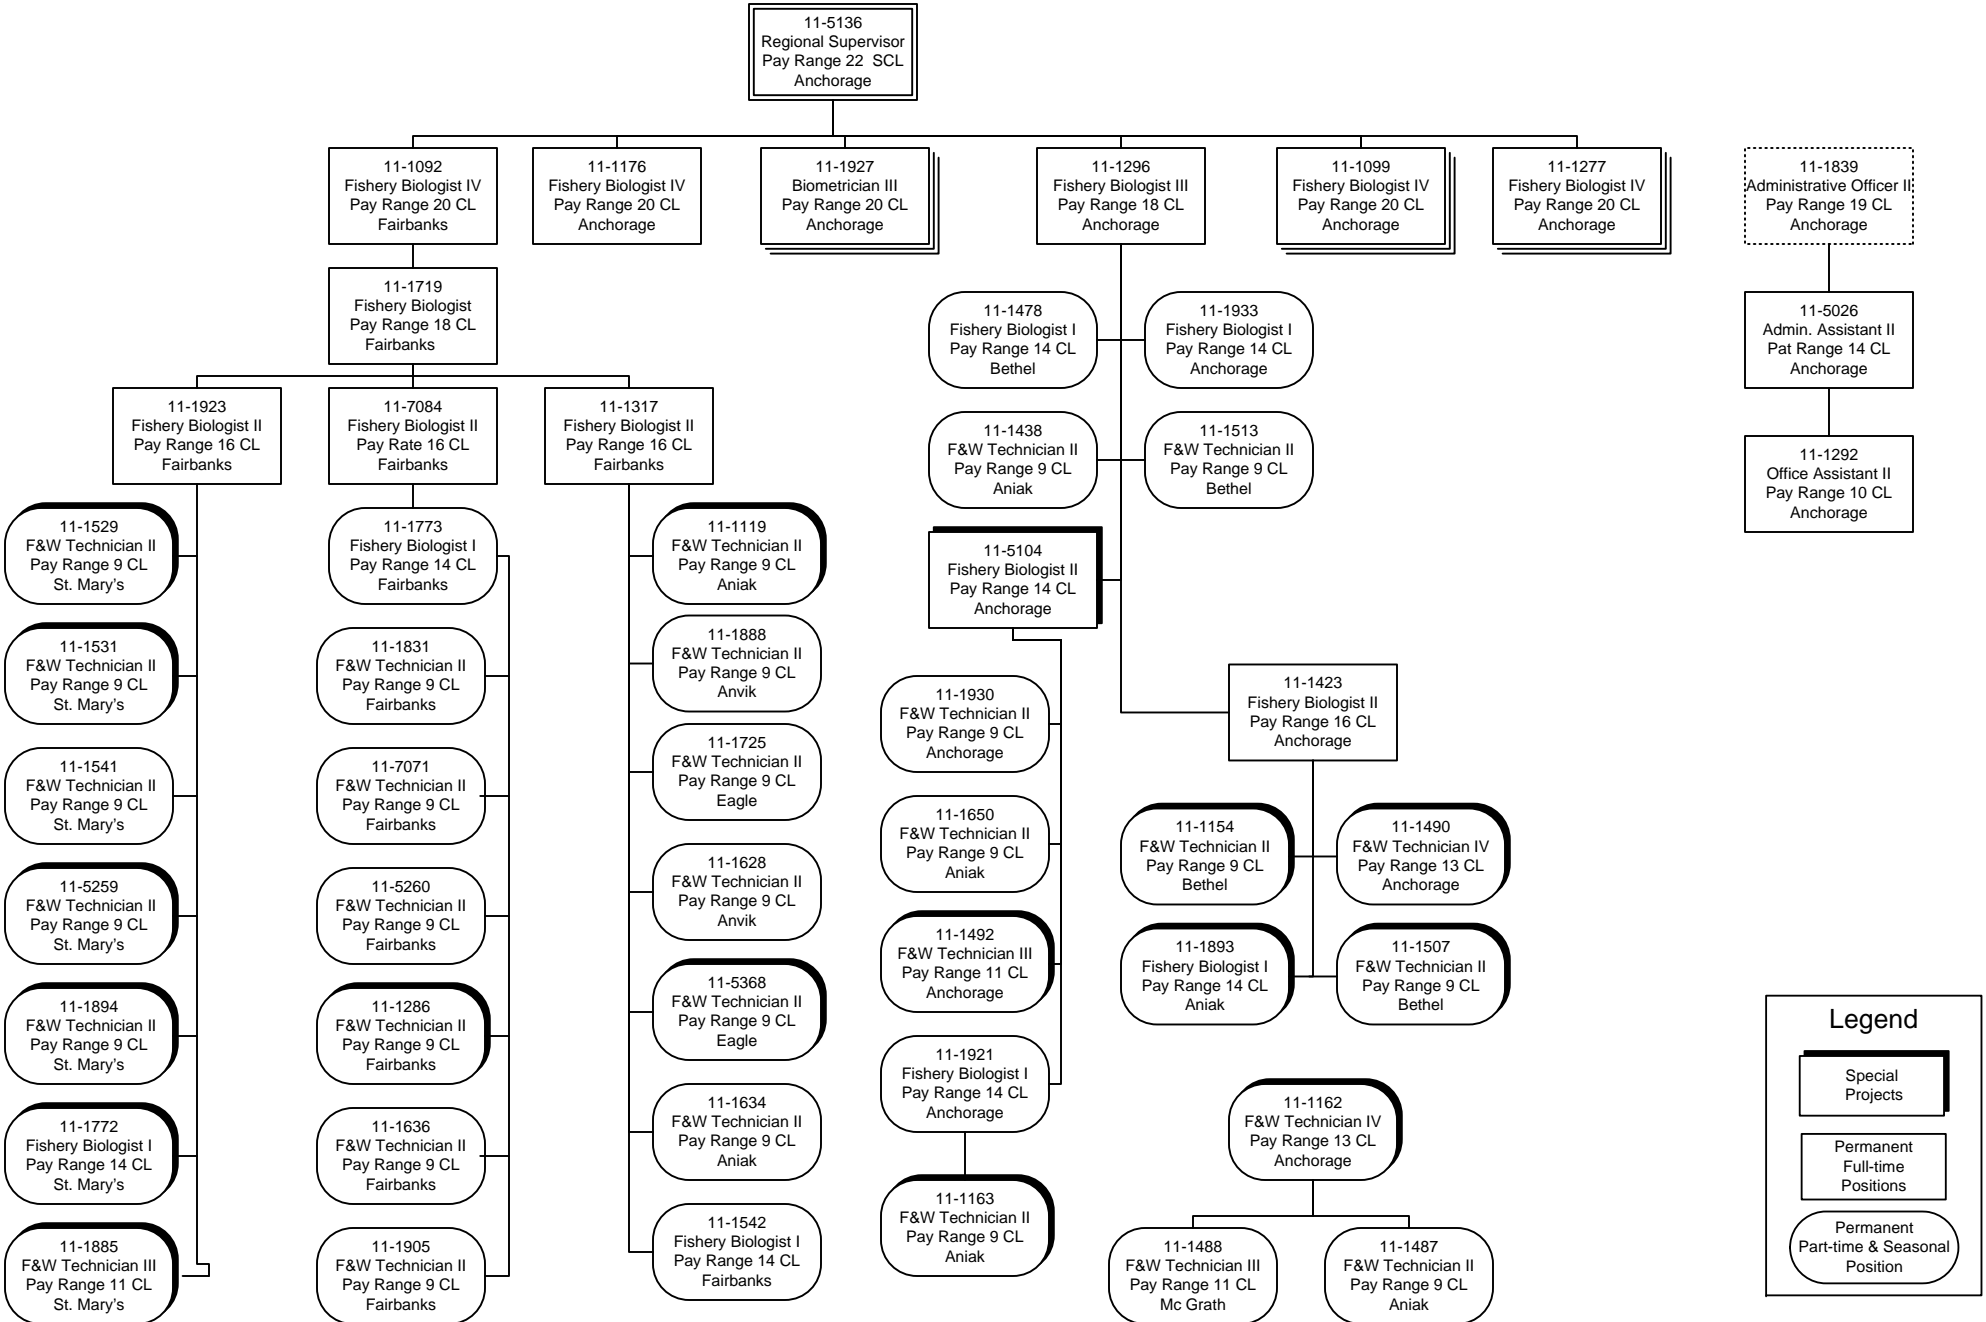 11-5136
Regional Supervisor
Pay Range 22  SCL
Anchorage
11-1092
Fishery Biologist IV
Pay Range 20 CL
Fairbanks
11-1176
Fishery Biologist IV
Pay Range 20 CL
Anchorage
11-1927
Biometrician III
Pay Range 20 CL
Anchorage
11-1296
Fishery Biologist III
Pay Range 18 CL
Anchorage
11-1099
Fishery Biologist IV
Pay Range 20 CL
Anchorage
11-1277
Fishery Biologist IV
Pay Range 20 CL
Anchorage
11-1839
Administrative Officer II
Pay Range 19 CL
Anchorage
11-1719
Fishery Biologist
Pay Range 18 CL
Fairbanks
11-1923
Fishery Biologist II
Pay Range 16 CL
Fairbanks
11-7084
Fishery Biologist II
Pay Rate 16 CL
Fairbanks
11-1317
Fishery Biologist II
Pay Range 16 CL
Fairbanks
11-1529
F&W Technician II
Pay Range 9 CL
St. Mary's
11-1531
F&W Technician II
Pay Range 9 CL
St. Mary's
11-1541
F&W Technician II
Pay Range 9 CL
St. Mary's
11-5259
F&W Technician II
Pay Range 9 CL
St. Mary's
11-1894
F&W Technician II
Pay Range 9 CL
St. Mary's
11-1772
Fishery Biologist I
Pay Range 14 CL
St. Mary's
11-1885
F&W Technician III
Pay Range 11 CL
St. Mary's
11-1773
Fishery Biologist I
Pay Range 14 CL
Fairbanks
11-1831
F&W Technician II
Pay Range 9 CL
Fairbanks
11-7071
F&W Technician II
Pay Range 9 CL
Fairbanks
11-5260
F&W Technician II
Pay Range 9 CL
Fairbanks
11-1286
F&W Technician II
Pay Range 9 CL
Fairbanks
11-1636
F&W Technician II
Pay Range 9 CL
Fairbanks
11-1905
F&W Technician II
Pay Range 9 CL
Fairbanks
11-1119
F&W Technician II
Pay Range 9 CL
Aniak
11-1888
F&W Technician II
Pay Range 9 CL
Anvik
11-1725
F&W Technician II
Pay Range 9 CL
Eagle
11-1628
F&W Technician II
Pay Range 9 CL
Anvik
11-5368
F&W Technician II
Pay Range 9 CL
Eagle
11-1634
F&W Technician II
Pay Range 9 CL
Aniak
11-1542
Fishery Biologist I
Pay Range 14 CL
Fairbanks
11-1478
Fishery Biologist I
Pay Range 14 CL
Bethel
11-1933
Fishery Biologist I
Pay Range 14 CL
Anchorage
11-1438
F&W Technician II
Pay Range 9 CL
Aniak
11-1513
F&W Technician II
Pay Range 9 CL
Bethel
11-5104
Fishery Biologist II
Pay Range 14 CL
Anchorage
11-1930
F&W Technician II
Pay Range 9 CL
Anchorage
11-1650
F&W Technician II
Pay Range 9 CL
Aniak
11-1492
F&W Technician III
Pay Range 11 CL
Anchorage
11-1921
Fishery Biologist I
Pay Range 14 CL
Anchorage
11-1163
F&W Technician II
Pay Range 9 CL
Aniak
11-1423
Fishery Biologist II
Pay Range 16 CL
Anchorage
11-1154
F&W Technician II
Pay Range 9 CL
Bethel
11-1490
F&W Technician IV
Pay Range 13 CL
Anchorage
11-1893
Fishery Biologist I
Pay Range 14 CL
Aniak
11-1507
F&W Technician II
Pay Range 9 CL
Bethel
11-1162
F&W Technician IV
Pay Range 13 CL
Anchorage
11-1488
F&W Technician III
Pay Range 11 CL
Mc Grath
11-1487
F&W Technician II
Pay Range 9 CL
Aniak
11-5026
Admin. Assistant II
Pat Range 14 CL
Anchorage
11-1292
Office Assistant II
Pay Range 10 CL
Anchorage
Legend
Special
Projects
Permanent
Full-time
Positions
Permanent
Part-time & Seasonal
Position